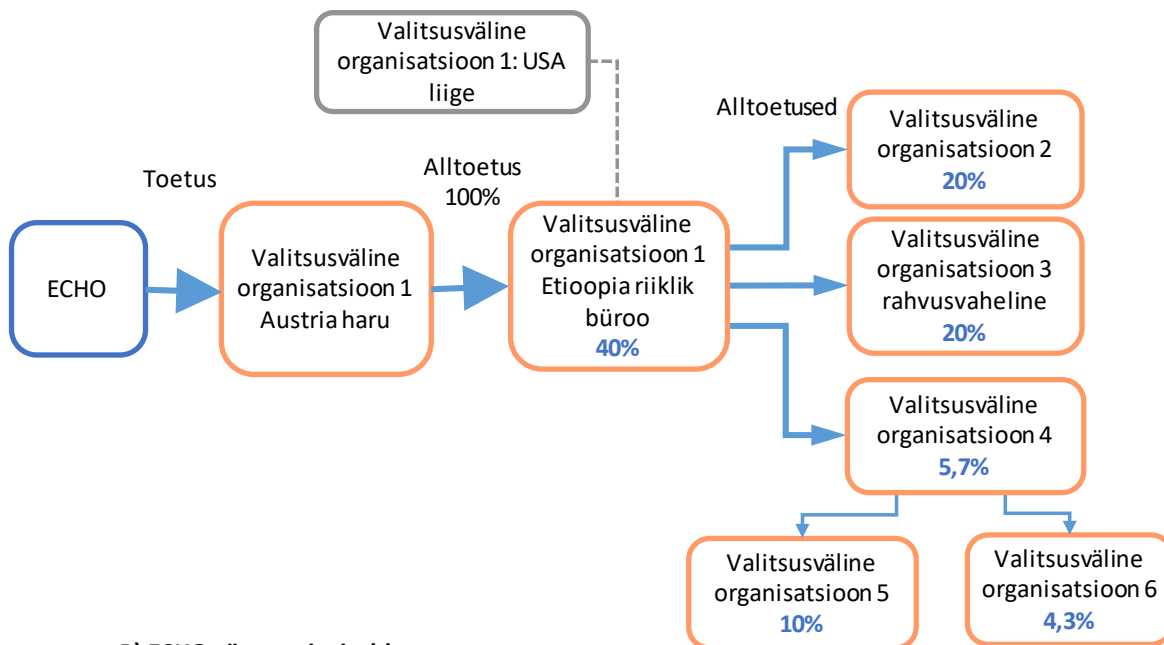 Valitsusväline
organisatsioon 1: USA
liige
Toetus
Alltoetus
100%
Alltoetused
ECHO
Valitsusväline
organisatsioon 1
Austria haru
Valitsusväline
organisatsioon 1
Etioopia riiklik
büroo
40%
Valitsusväline
organisatsioon 2
20%
Valitsusväline
organisatsioon 3
rahvusvaheline
20%
Valitsusväline
organisatsioon 4
5,7%
Valitsusväline
organisatsioon 5
10%
Valitsusväline
organisatsioon 6
4,3%